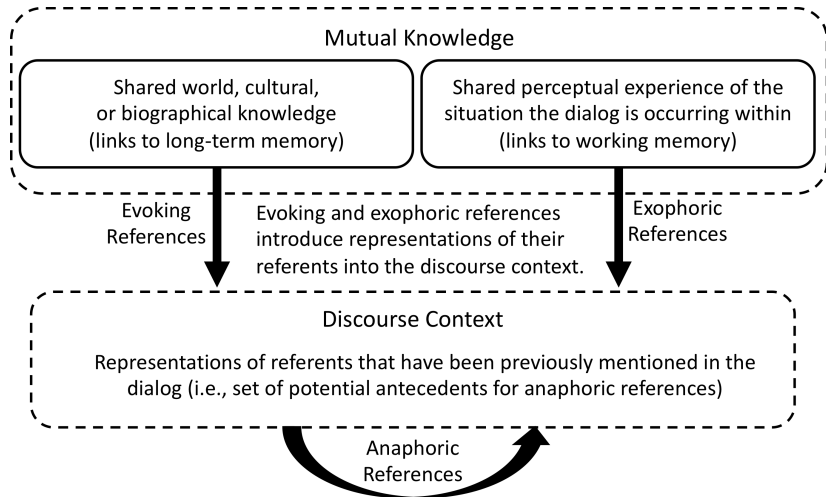 Mutual Knowledge
Shared world, cultural,
or biographical knowledge
(links to long-term memory)
Shared perceptual experience of the
situation the dialog is occurring within
(links to working memory)
Evoking
References
Evoking and exophoric references
introduce representations of their
referents into the discourse context.
Exophoric
References
Discourse Context
Representations of referents that have been previously mentioned in the
dialog (i.e., set of potential antecedents for anaphoric references)
Anaphoric
References